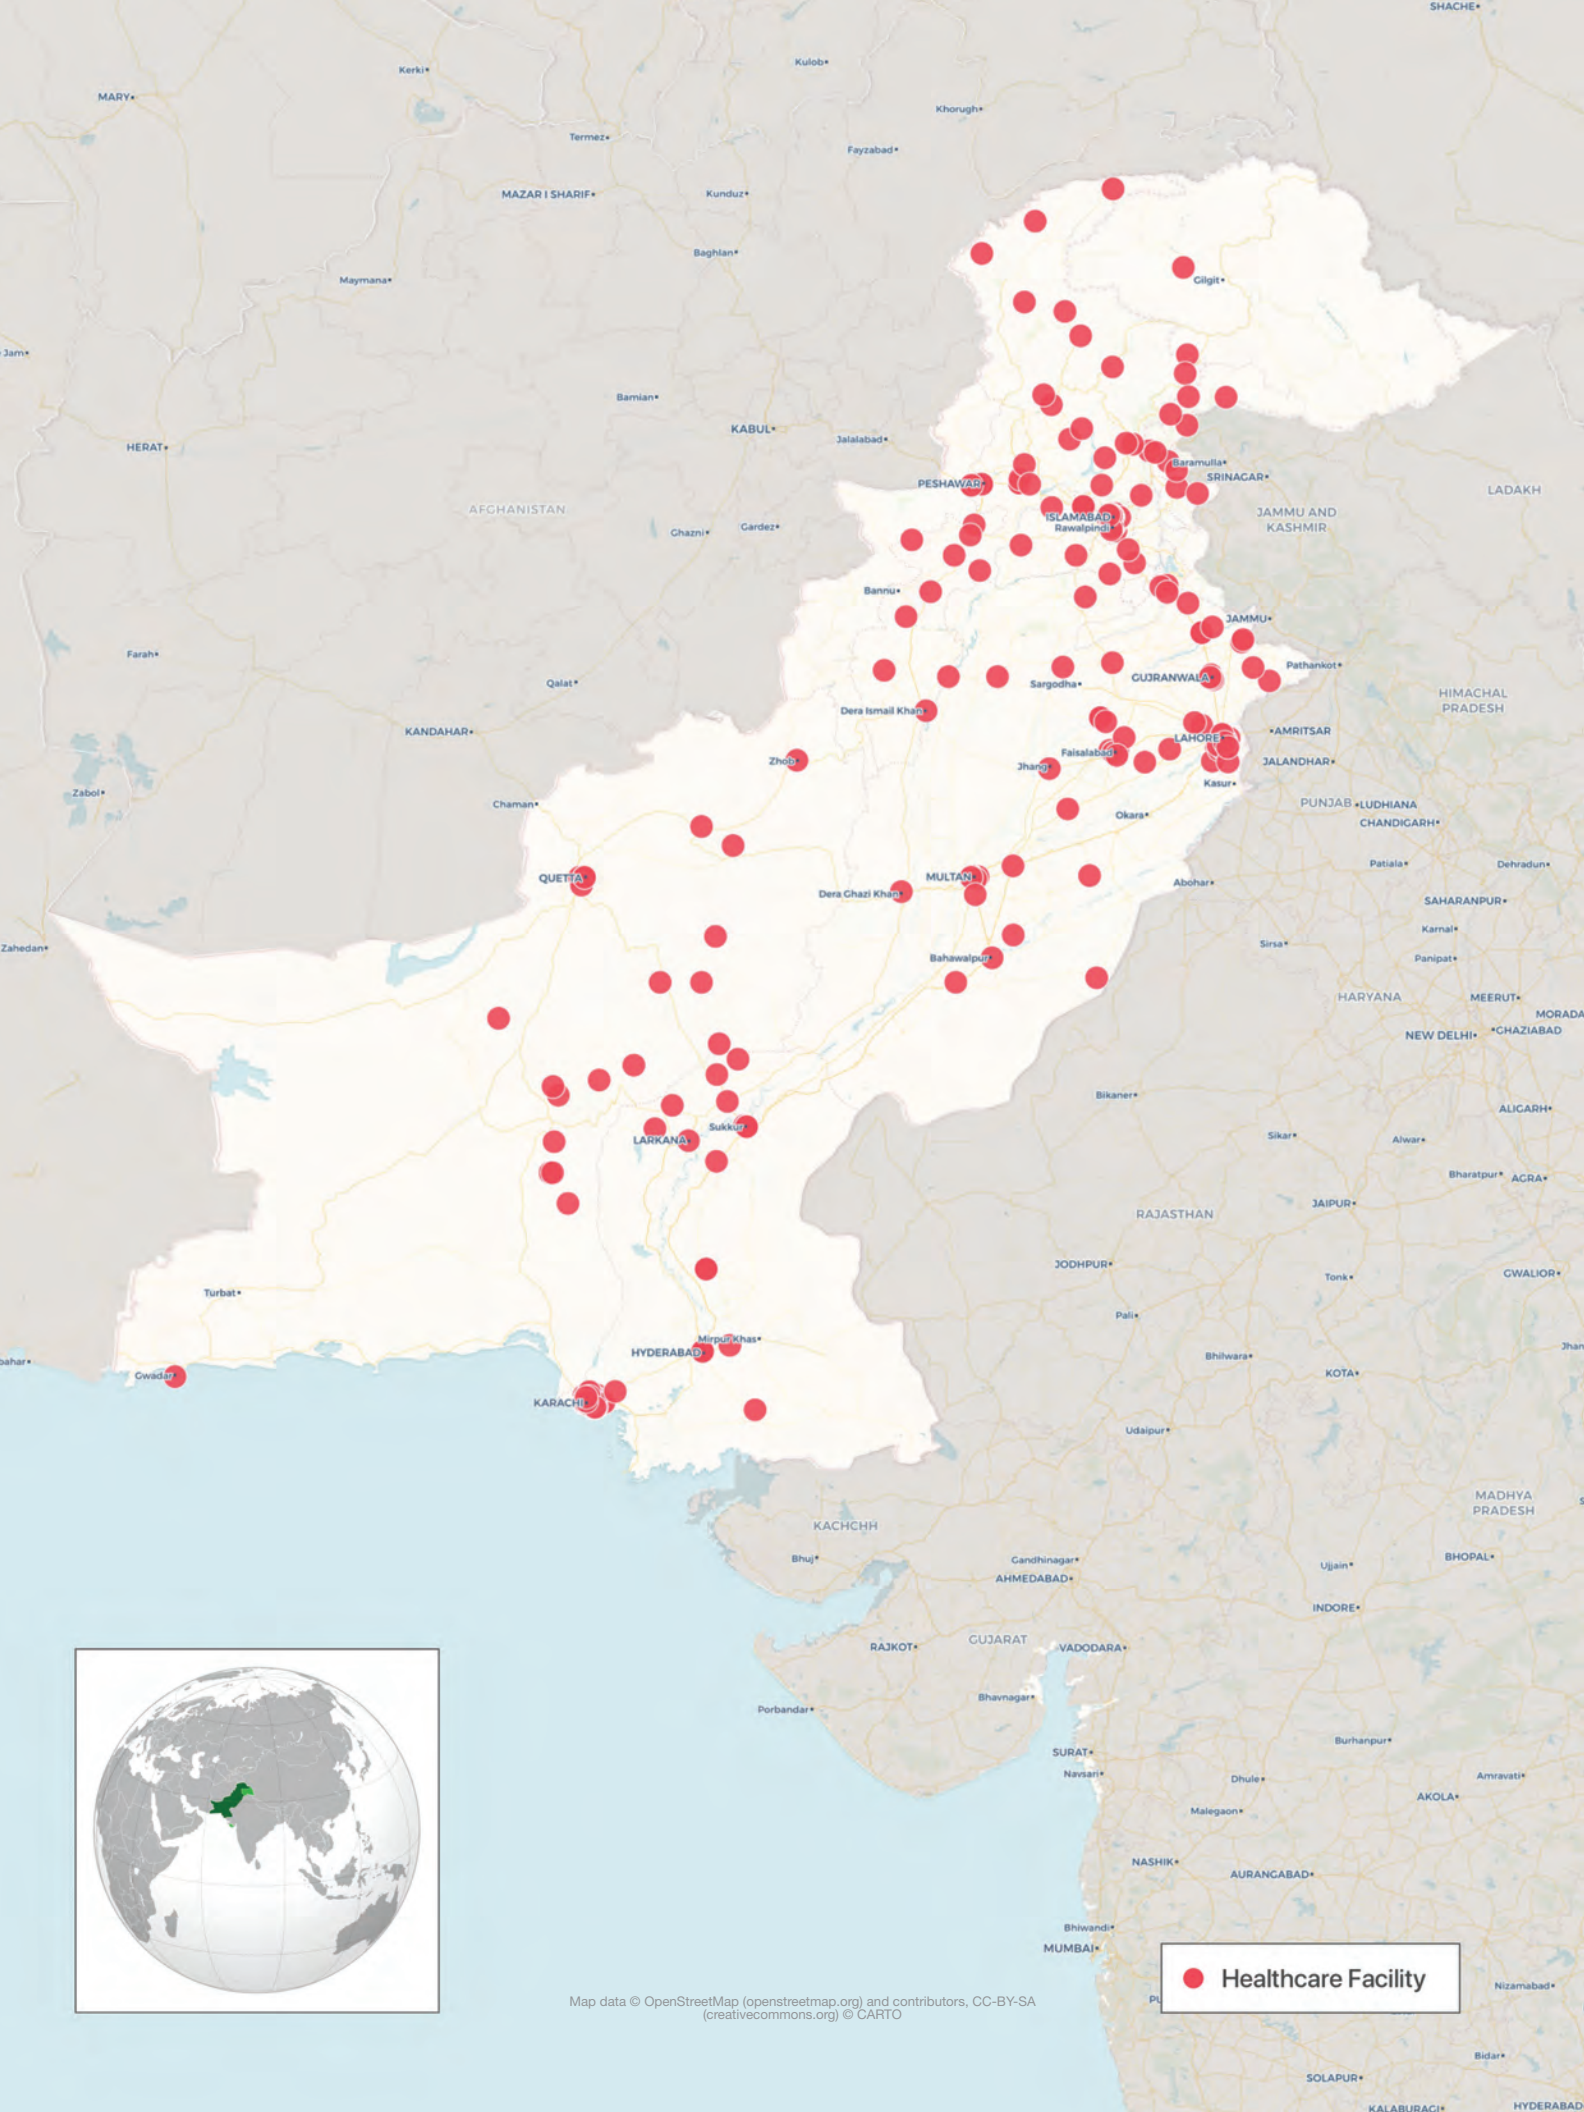 SHACHE
Kulob
Kerki
MARY
Khorugh
Termez
Fayzabad
MAZAR I SHARIF
Kunduz
Baghlan
Maymana
Gilgit
Jam
Bamian
KABUL
Jalalabad
HERAT
Baramulla
SRINAGAR
PESHAWAR
LADAKH
AFGHANISTAN
JAMMU AND
KASHMIR
ISLAMABAD
Rawalpindi
Ghazni
Gardez
Bannu
JAMMU
Farah
Pathankot
Qalat
Sargodha
GUJRANWALA
HIMACHAL
PRADESH
Dera Ismail Khan
KANDAHAR
AMRITSAR
LAHORE
Faisalabad
Zhob
Jhang
JALANDHAR
Kasur
Zabol
Chaman
PUNJAB
LUDHIANA
Okara
CHANDIGARH
Patiala
Dehradun
QUETTA
MULTAN
Abohar
Dera Ghazi Khan
SAHARANPUR
Karnal
Zahedan
Sirsa
Bahawalpur
Panipat
HARYANA
MEERUT
MORADA
NEW DELHI
GHAZIABAD
Bikaner
ALIGARH
Sukkur
LARKANA
Sikar
Alwar
Bharatpur
AGRA
JAIPUR
RAJASTHAN
JODHPUR
GWALIOR
Tonk
Turbat
Pali
Mirpur Khas
HYDERABAD
Jhan
Bhilwara
bahar
Gwadar
KOTA
KARACHI
Udaipur
MADHYA
PRADESH
KACHCHH
Bhuj
Gandhinagar
AHMEDABAD
Ujjain
BHOPAL
INDORE
RAJKOT
GUJARAT
VADODARA
Bhavnagar
Porbandar
Burhanpur
SURAT
Navsari
Dhule
Amravati
AKOLA
Malegaon
NASHIK
AURANGABAD
Bhiwandi
MUMBAI
Healthcare Facility
Nizamabad
PU
Map data © OpenStreetMap (openstreetmap.org) and contributors, CC-BY-SA
(creativecommons.org) © CARTO
Bidar
SOLAPUR
KALABURAGI
HYDERABAD